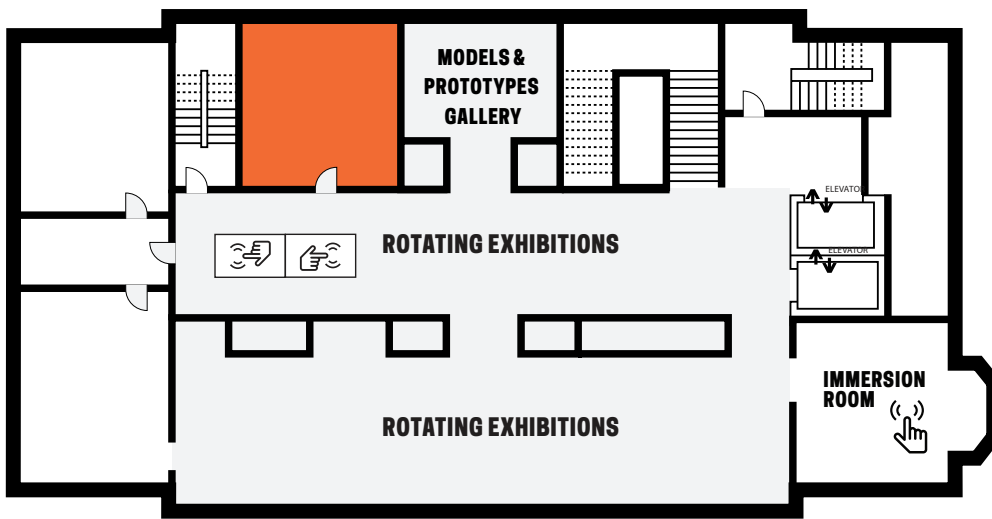 MODELS &
PROTOTYPES
GALLERY
ELEVATOR
ROTATING EXHIBITIONS
ELEVATOR
IMMERSION
ROOM
ROTATING EXHIBITIONS